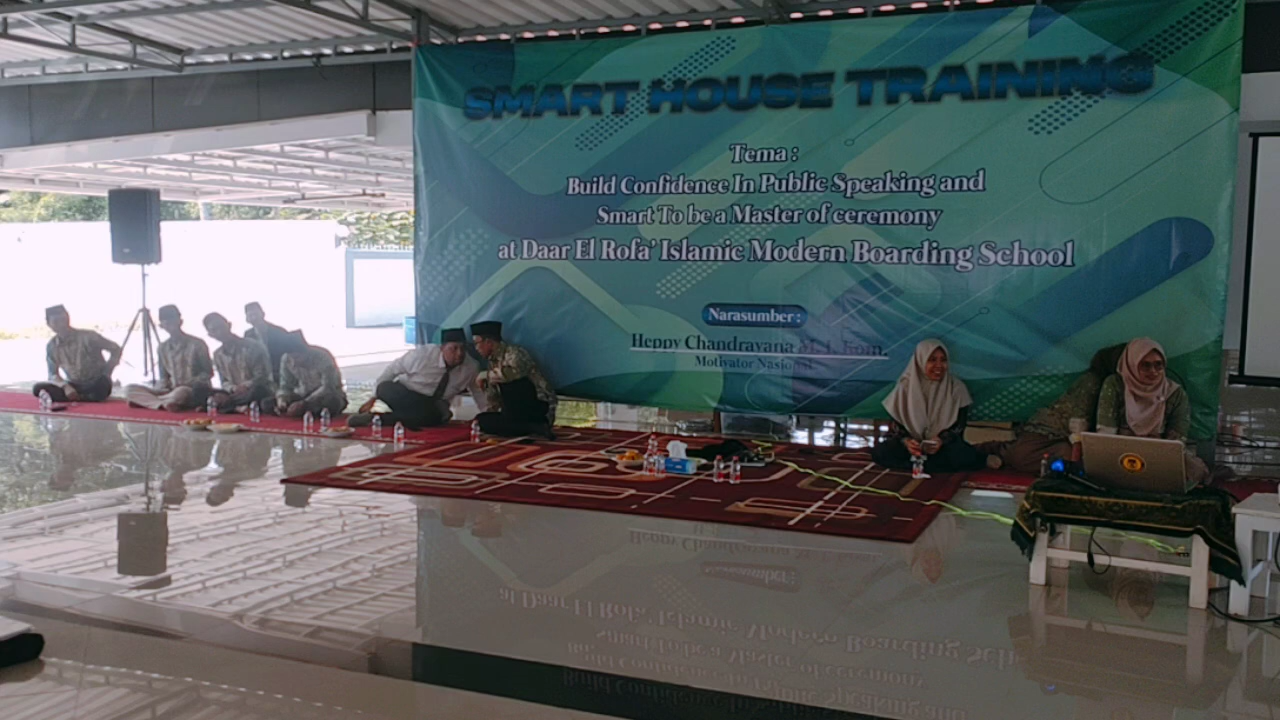 SMART HOUSE TRAINING
Tema :
Build Confidence In Public Speaking and
Smart To be a Master of ceremony
at Daar El Rofa' Islamic Modern Boarding School
Narasumber :
Heppy Chandrayana M. I. Kom.
Motivator Nasional